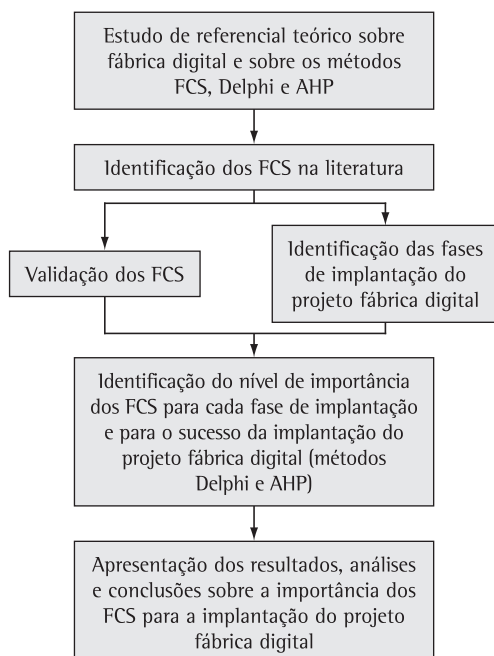 Estudo de referencial teórico sobre
fábrica digital e sobre os métodos
FCS, Delphi e AHP
Identificação dos FCS na literatura
Validação dos FCS
Identificação das fases
de implantação do
projeto fábrica digital
Identificação do nível de importância
dos FCS para cada fase de implantação
e para o sucesso da implantação do
projeto fábrica digital (métodos
Delphi e AHP)
Apresentação dos resultados, análises
e conclusões sobre a importância dos
FCS para a implantação do projeto
fábrica digital